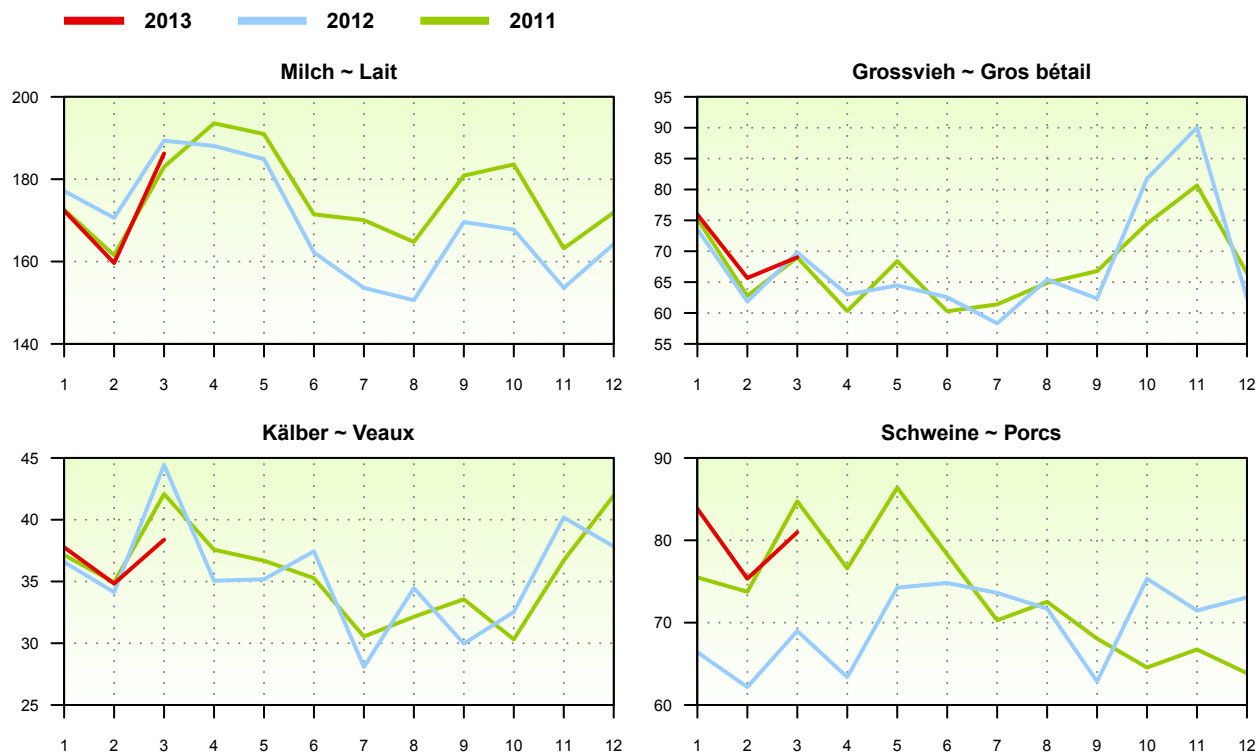 2013 2012 2011
Milch ~ Lait
200
180
160
140
1 2 3 4 5 6 7 8 9 10 11 12
Grossvieh ~ Gros bétail
95
90
85
80
75
70
65
60
55
1 2 3 4 5 6 7 8 9 10 11 12
Kälber ~ Veaux
45
40
35
30
25
1 2 3 4 5 6 7 8 9 10 11 12
Schweine ~ Porcs
90
80
70
60
1 2 3 4 5 6 7 8 9 10 11 12